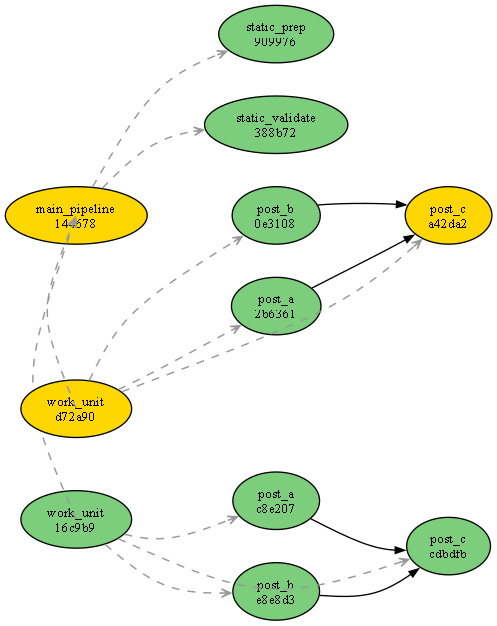 static_prep
909976
static_validate
388b72
main_pipeline
144678
post_b
0e3108
post_c
a42da2
post_a
2b6361
work_unit
d72a90
work_unit
16c9b9
post_a
c8e207
post_c
cdbdfb
post_b
e8e8d3